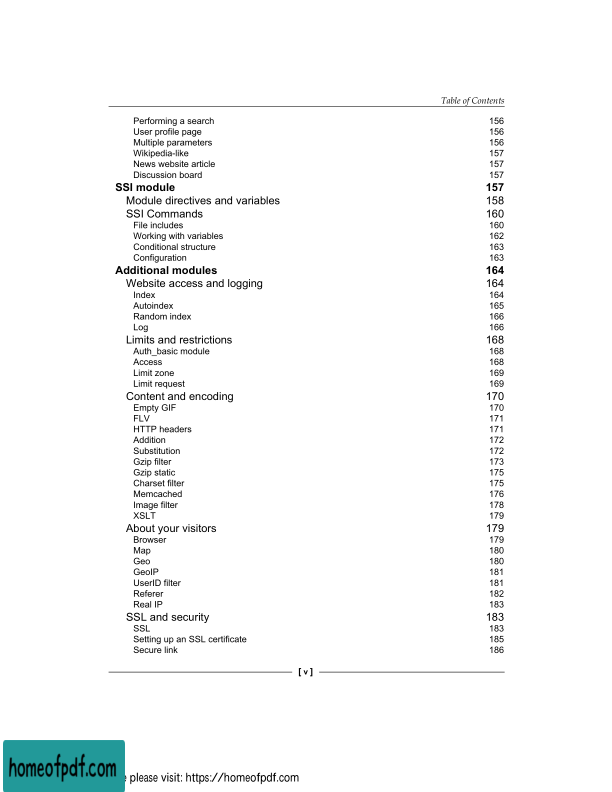 Table of Contents
Performing a search 156
User profile page 156
Multiple parameters 156
Wikipedia-like 157
News website article 157
Discussion board 157
SSI module 157
Module directives and variables 158
SSI Commands 160
File includes 160
Working with variables 162
Conditional structure 163
Configuration 163
Additional modules 164
Website access and logging 164
Index 164
Autoindex 165
Random index 166
Log 166
Limits and restrictions 168
Auth_basic module 168
Access 168
Limit zone 169
Limit request 169
Content and encoding 170
Empty GIF 170
FLV 171
HTTP headers 171
Addition 172
Substitution 172
Gzip filter 173
Gzip static 175
Charset filter 175
Memcached 176
Image filter 178
XSLT 179
About your visitors 179
Browser 179
Map 180
Geo 180
GeoIP 181
UserID filter 181
Referer 182
Real IP 183
SSL and security 183
SSL 183
Setting up an SSL certificate 185
Secure link 186
[ v ]
homeofpdf.com
please visit: https://homeofpdf.com